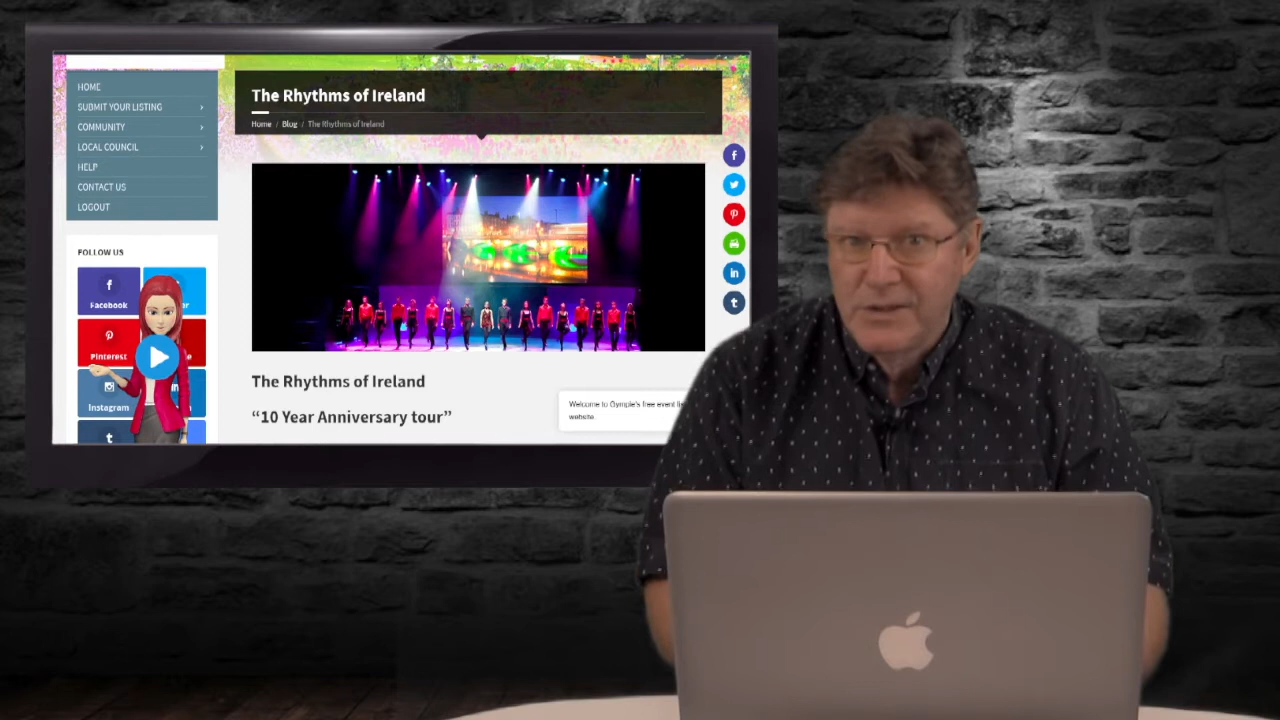 HOME
SUBMIT YOUR LISTING
COMMUNITY
LOCAL COUNCIL
HELP
CONTACT US
LOGOUT
FOLLOW US
Facebook
Pinterest
Instagram
The Rhythms of Ireland
Home / Blog / The Rhythms of Ireland
The Rhythms of Ireland
“10 Year Anniversary tour”
Welcome to Gympie's free event
website.